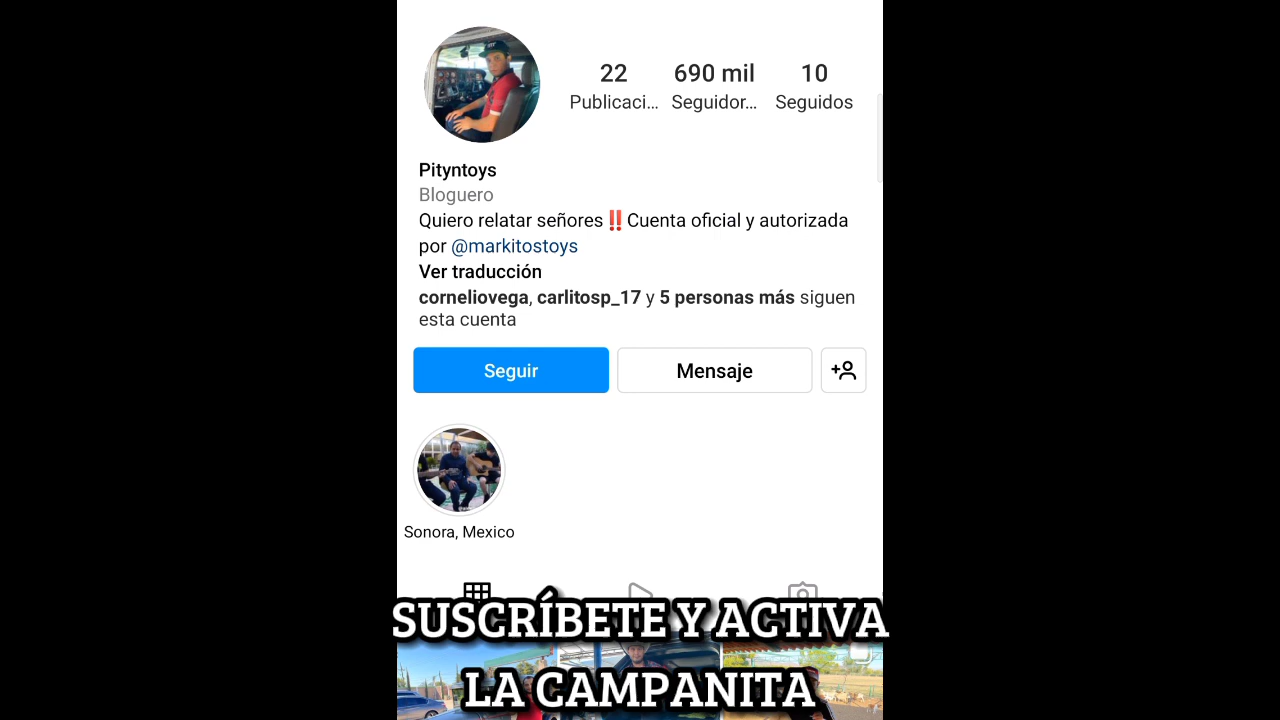 22 690 mil 10
Publicaci... Seguidor... Seguidos
Pityntoys
Bloguero
Quiero relatar señores‼️Cuenta oficial y autorizada
por @markitostoys
Ver traducción
corneliovega, carlitosp_17 y 5 personas más siguen
esta cuenta
Seguir Mensaje
Sonora, Mexico
SUSCRÍBETE Y ACTIVA
LA CAMPANITA